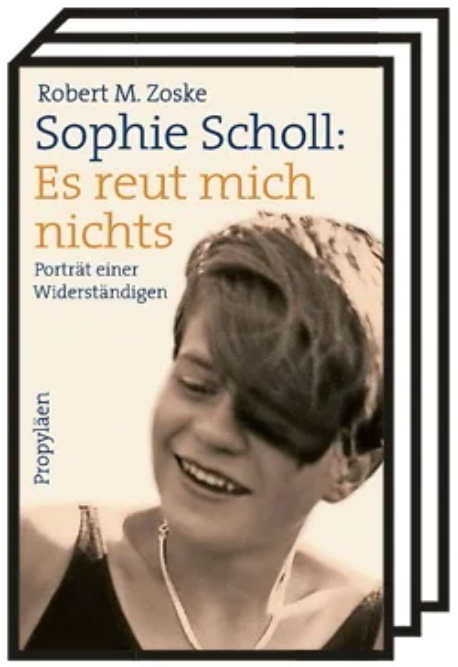 Robert M. Zoske
Sophie Scholl:
Es reut mich
nichts
Porträt einer
Widerständigen
Propyläen